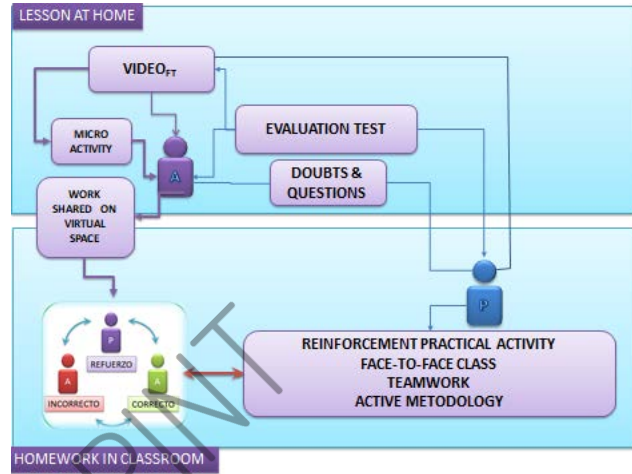 LESSON AT HOME
VIDEOFT
MICRO
ACTIVITY
EVALUATION TEST
A
DOUBTS &
QUESTIONS
WORK
SHARED ON
VIRTUAL
SPACE
P
P
REFUERZO
A
INCORRECTO
A
CORRECTO
REINFORCEMENT PRACTICAL ACTIVITY
FACE-TO-FACE CLASS
TEAMWORK
ACTIVE METHODOLOGY
HOMEWORK IN CLASSROOM